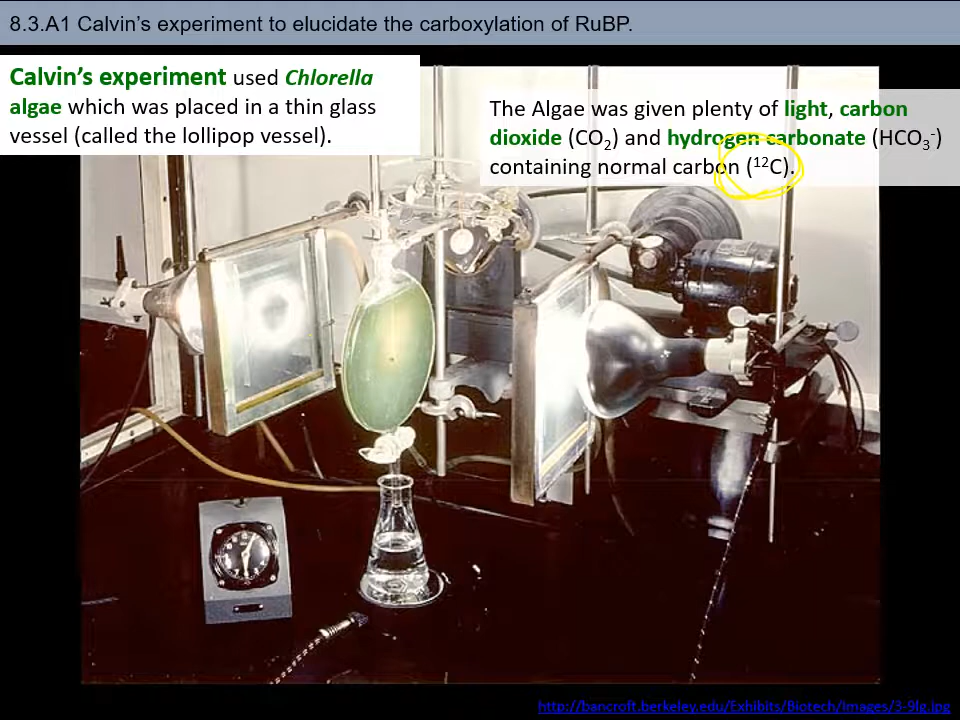 8.3.A1 Calvin’s experiment to elucidate the carboxylation of RuBP.
Calvin’s experiment used Chlorella
algae which was placed in a thin glass
vessel (called the lollipop vessel).
The Algae was given plenty of light, carbon
dioxide (CO₂) and hydrogen carbonate (HCO₃⁻)
containing normal carbon (¹²C).
http://bancroft.berkeley.edu/Exhibits/Biotech/Images/3-9lg.jpg